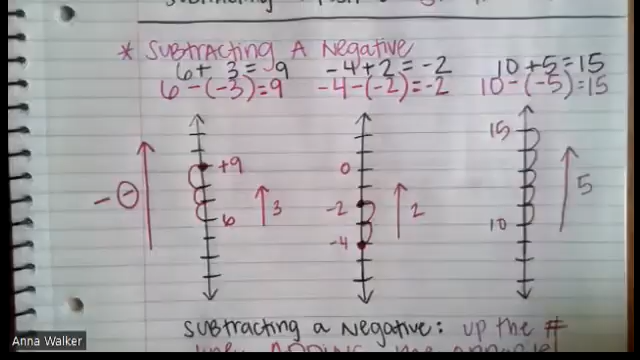 * SUBTRACTING A NEGATIVE
6 + 3 = 9 -4+2 = -2 10 +5 = 15
6 - (-3) = 9 -4-(-2) = -2 10 - (-5) = 15
15
+9 0
- ⊖ 3 -2 2 5
6 10
-4
SUBTRACTING A NEGATIVE: UP THE #
Anna Walker